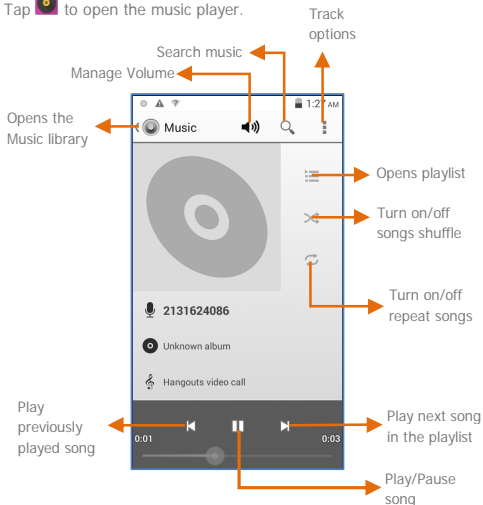 Tap to open the music player.
Track
options
Search music
Manage Volume
1:27 AM
Opens the
Music library
Music
Opens playlist
Turn on/off
songs shuffle
Turn on/off
repeat songs
2131624086
Unknown album
Hangouts video call
Play
previously
played song
0:01
0:03
Play next song
in the playlist
Play/Pause
song